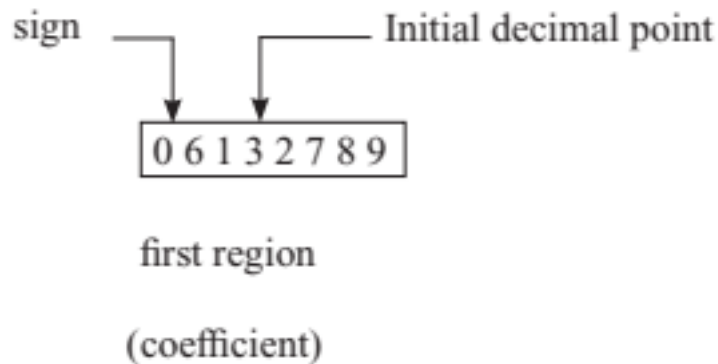 sign
Initial decimal point
0 6 1 3 2 7 8 9
first region
(coefficient)